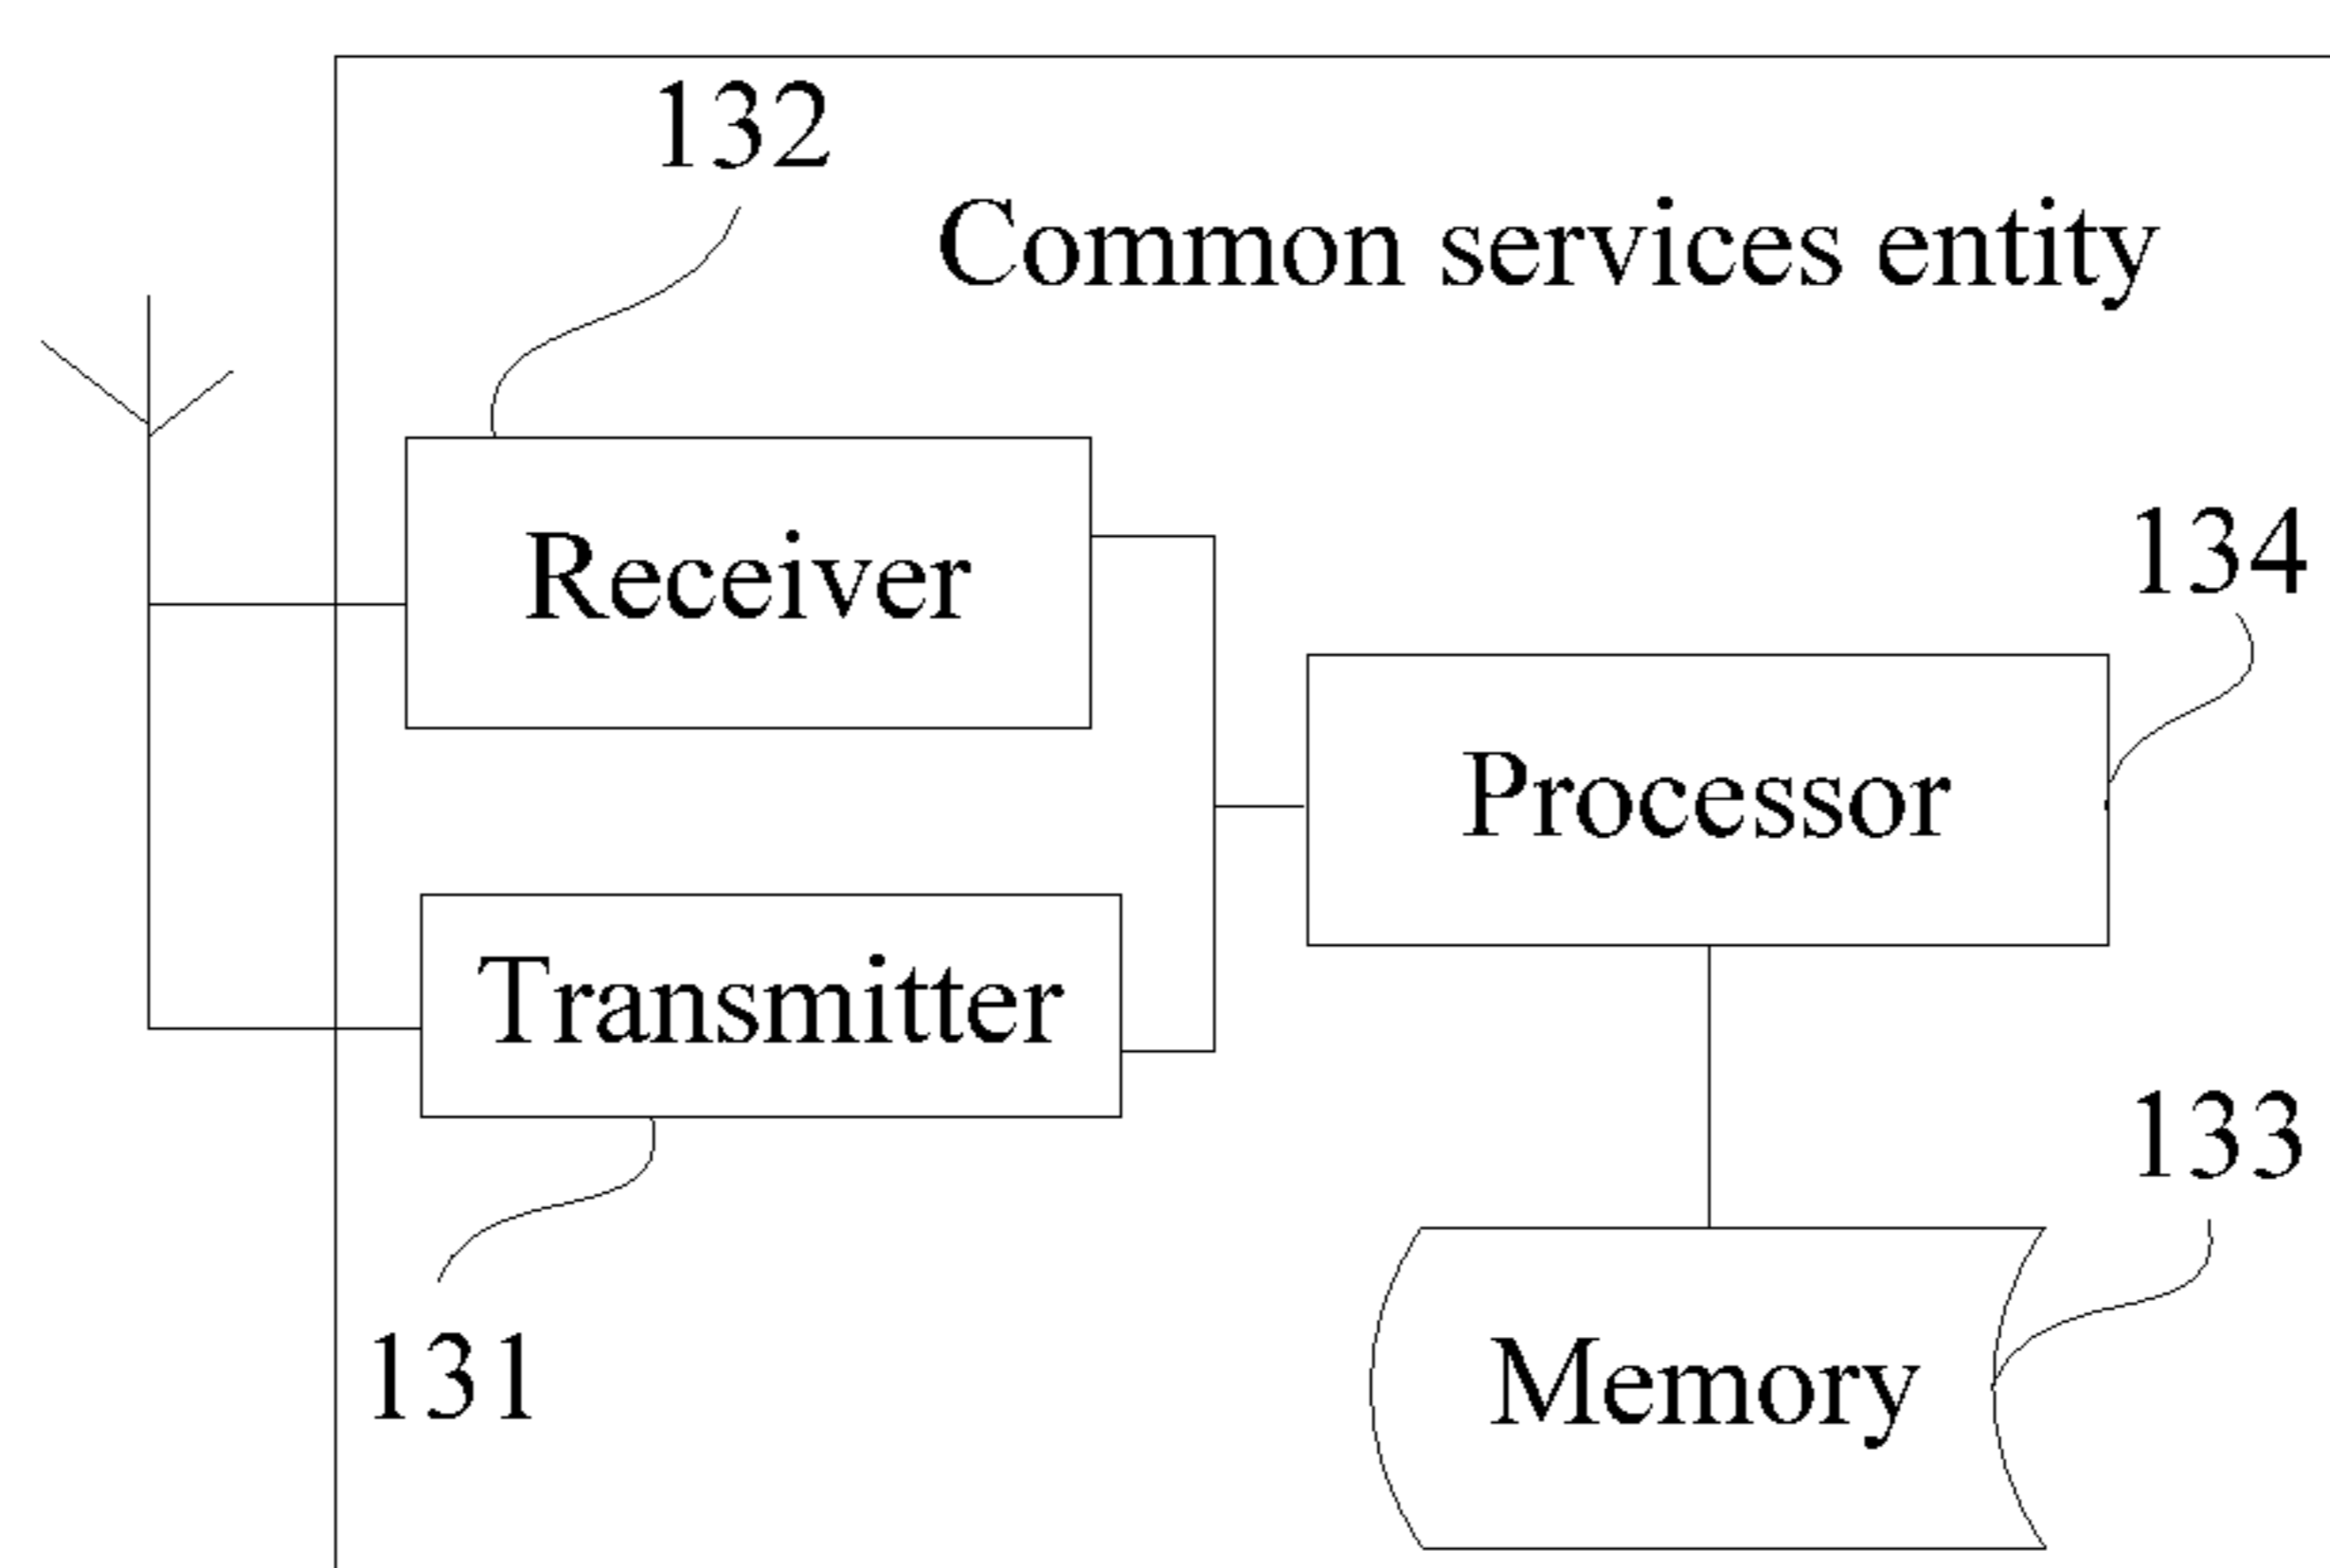 132
Common services entity
Receiver
134
Processor
Transmitter
133
131
Memory